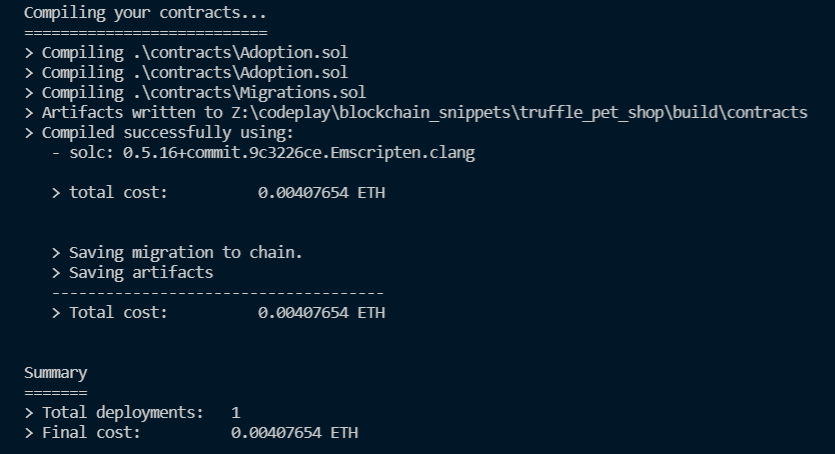 Compiling your contracts...
===========================
> Compiling .\contracts\Adoption.sol
> Compiling .\contracts\Adoption.sol
> Compiling .\contracts\Migrations.sol
> Artifacts written to Z:\codeplay\blockchain_snippets\truffle_pet_shop\build\contracts
> Compiled successfully using:
   - solc: 0.5.16+commit.9c3226ce.Emscripten.clang
   > total cost:          0.00407654 ETH
   > Saving migration to chain.
   > Saving artifacts
   -------------------------------------
   > Total cost:          0.00407654 ETH
Summary
=======
> Total deployments:   1
> Final cost:          0.00407654 ETH